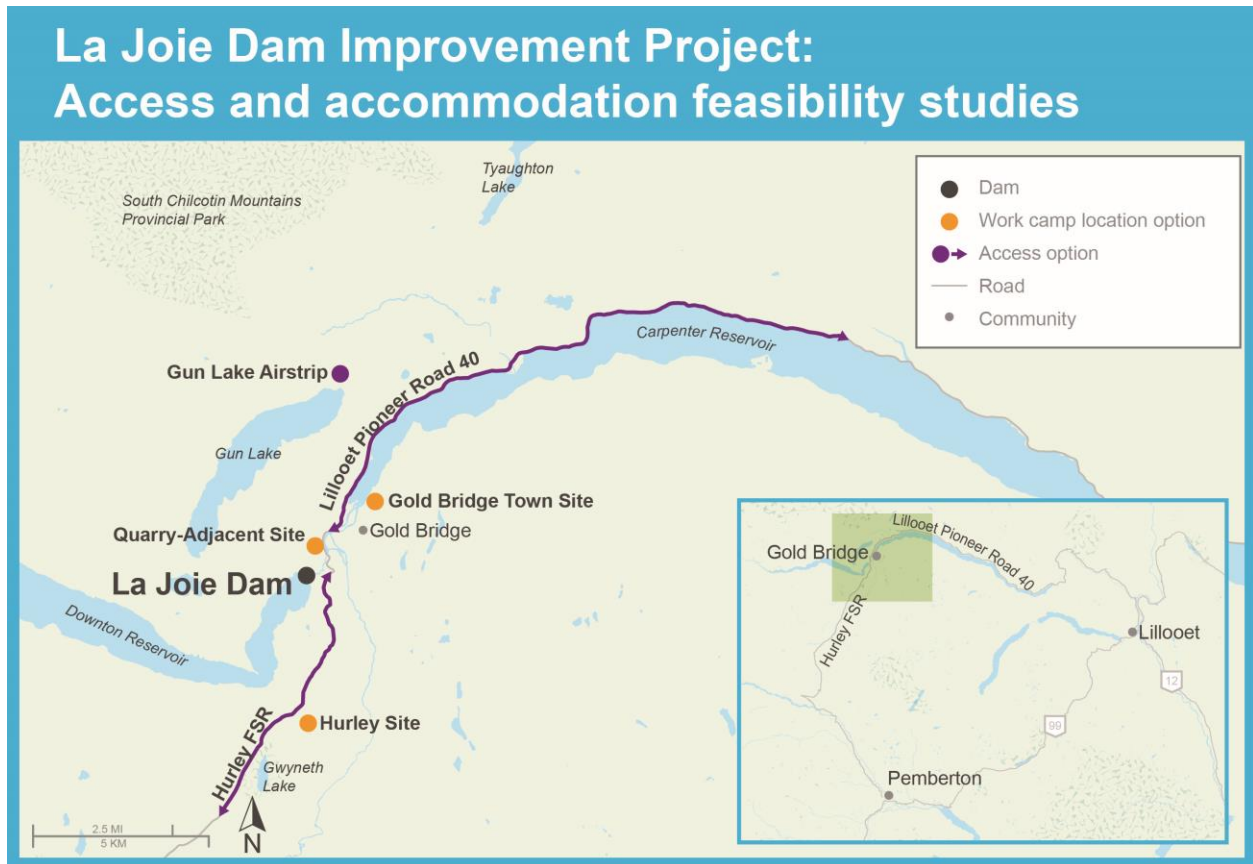 La Joie Dam Improvement Project:
Access and accommodation feasibility studies
South Chilcotin Mountains
Provincial Park
Tyaughton
Lake
Dam
Work camp location option
Access option
Road
Community
Carpenter Reservoir
Gun Lake Airstrip
Lillooet Pioneer Road 40
Gun Lake
Gold Bridge Town Site
Gold Bridge
Quarry-Adjacent Site
La Joie Dam
Downton Reservoir
Hurley Site
Hurley FSR
Gwyneth
Lake
2.5 MI
5 KM
N
Lillooet Pioneer Road 40
Gold Bridge
Hurley FSR
Lillooet
12
99
Pemberton